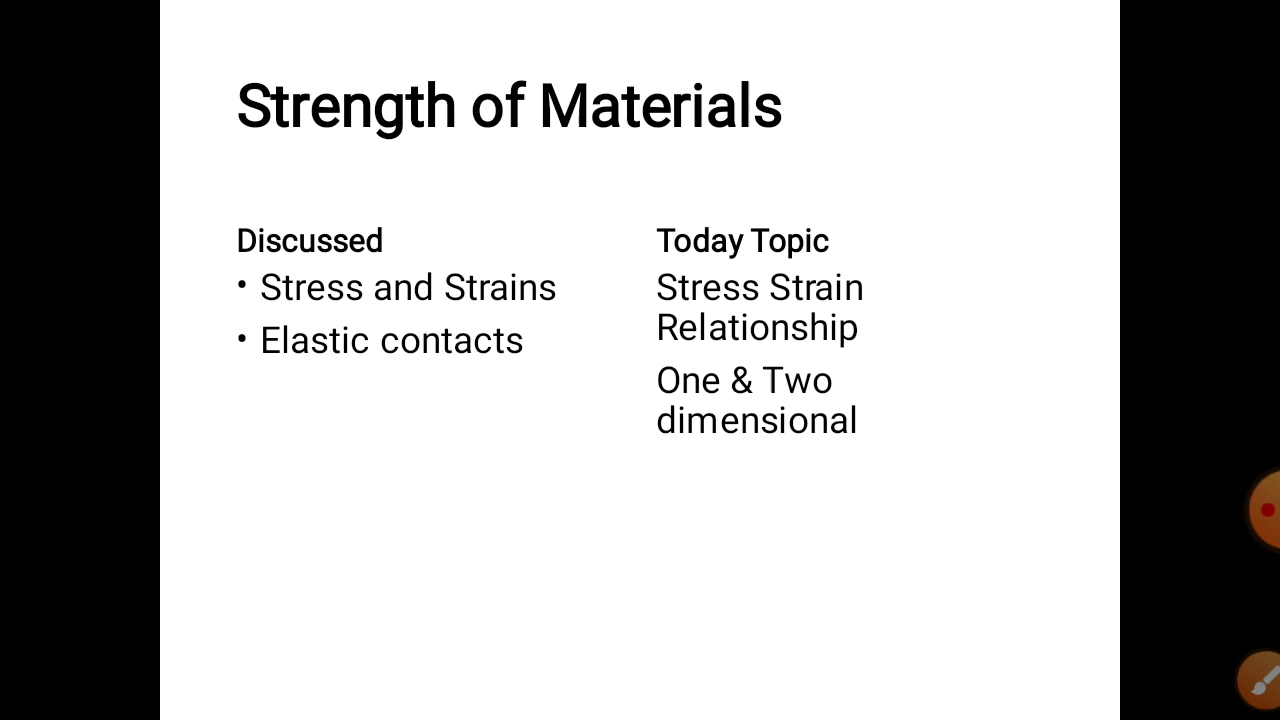 Strength of Materials
Discussed
• Stress and Strains
• Elastic contacts
Today Topic
Stress Strain
Relationship
One & Two
dimensional